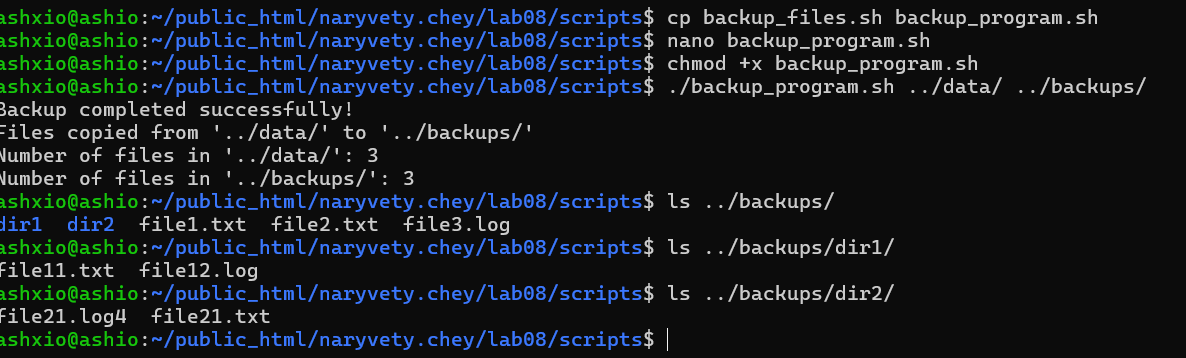 ashxio@ashio:~/public_html/naryvety.chey/lab08/scripts$ cp backup_files.sh backup_program.sh
ashxio@ashio:~/public_html/naryvety.chey/lab08/scripts$ nano backup_program.sh
ashxio@ashio:~/public_html/naryvety.chey/lab08/scripts$ chmod +x backup_program.sh
ashxio@ashio:~/public_html/naryvety.chey/lab08/scripts$ ./backup_program.sh ../data/ ../backups/
Backup completed successfully!
Files copied from '../data/' to '../backups/'
Number of files in '../data/': 3
Number of files in '../backups/': 3
ashxio@ashio:~/public_html/naryvety.chey/lab08/scripts$ ls ../backups/
dir1  dir2  file1.txt  file2.txt  file3.log
ashxio@ashio:~/public_html/naryvety.chey/lab08/scripts$ ls ../backups/dir1/
file11.txt  file12.log
ashxio@ashio:~/public_html/naryvety.chey/lab08/scripts$ ls ../backups/dir2/
file21.log4  file21.txt
ashxio@ashio:~/public_html/naryvety.chey/lab08/scripts$